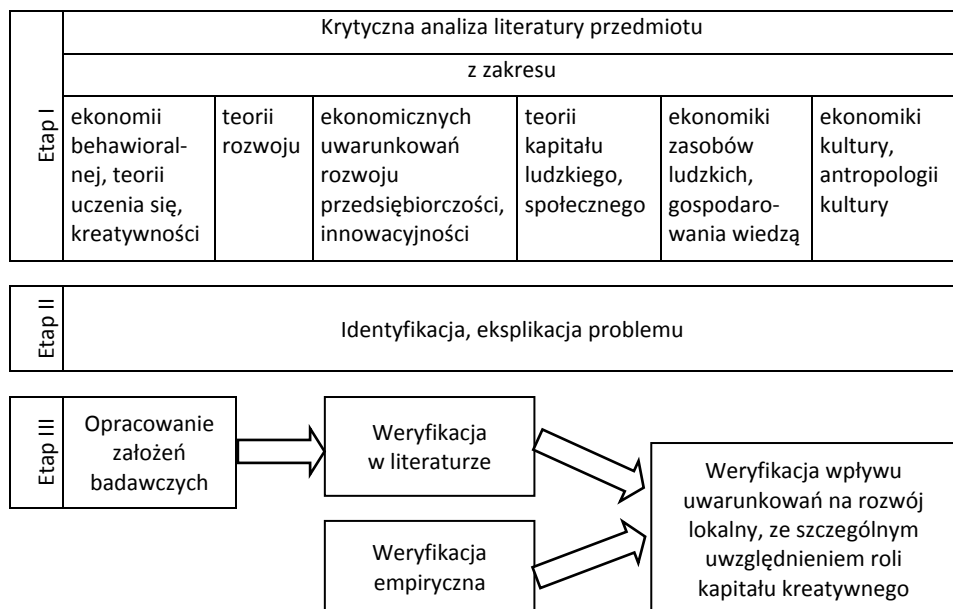 Etap I
Krytyczna analiza literatury przedmiotu
z zakresu
ekonomii
behawioral-
nej, teorii
uczenia się,
kreatywności
teorii
rozwoju
ekonomicznych
uwarunkowań
rozwoju
przedsiębiorczości,
innowacyjności
teorii
kapitału
ludzkiego,
społecznego
ekonomiki
zasobów
ludzkich,
gospodaro-
wania wiedzą
ekonomiki
kultury,
antropologii
kultury
Etap II
Identyfikacja, eksplikacja problemu
Etap III
Opracowanie
założeń
badawczych
Weryfikacja
w literaturze
Weryfikacja
empiryczna
Weryfikacja wpływu
uwarunkowań na rozwój
lokalny, ze szczególnym
uwzględnieniem roli
kapitału kreatywnego